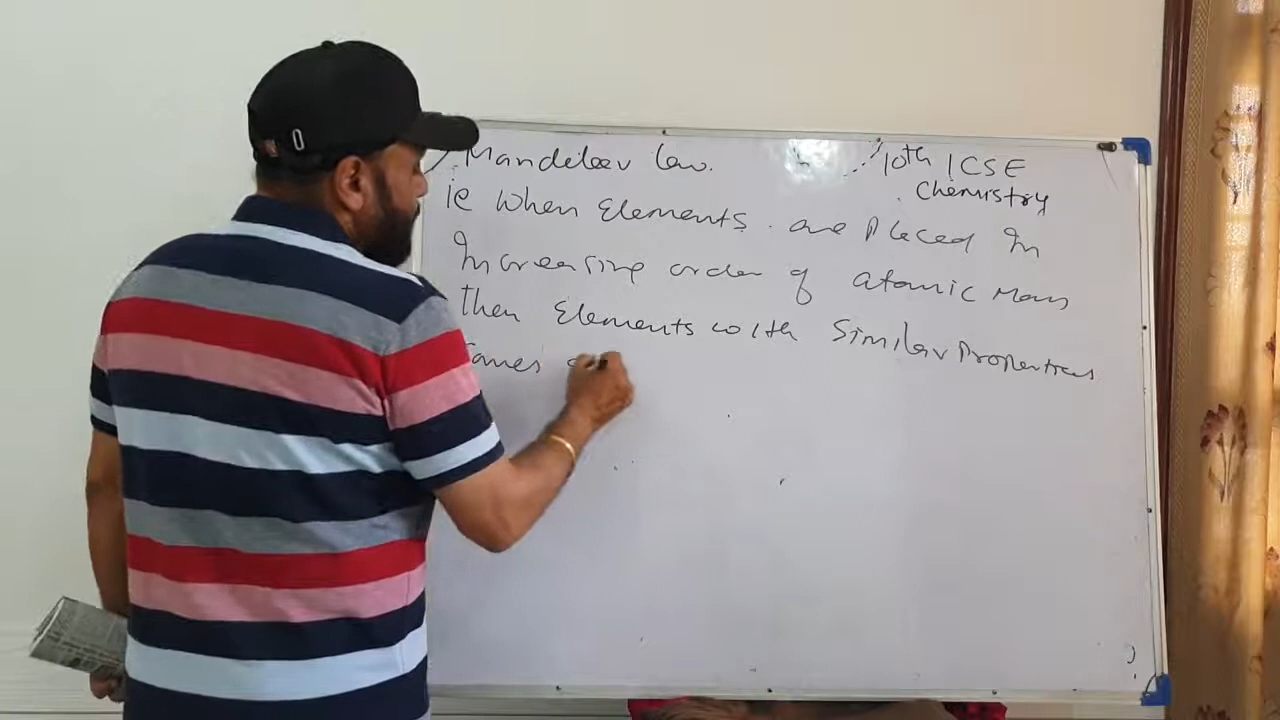 Mandeleev law.
10th ICSE
Chemistry
ie When Elements are Placed In
Increasing order of atomic Mass
then Elements with Similar Properties